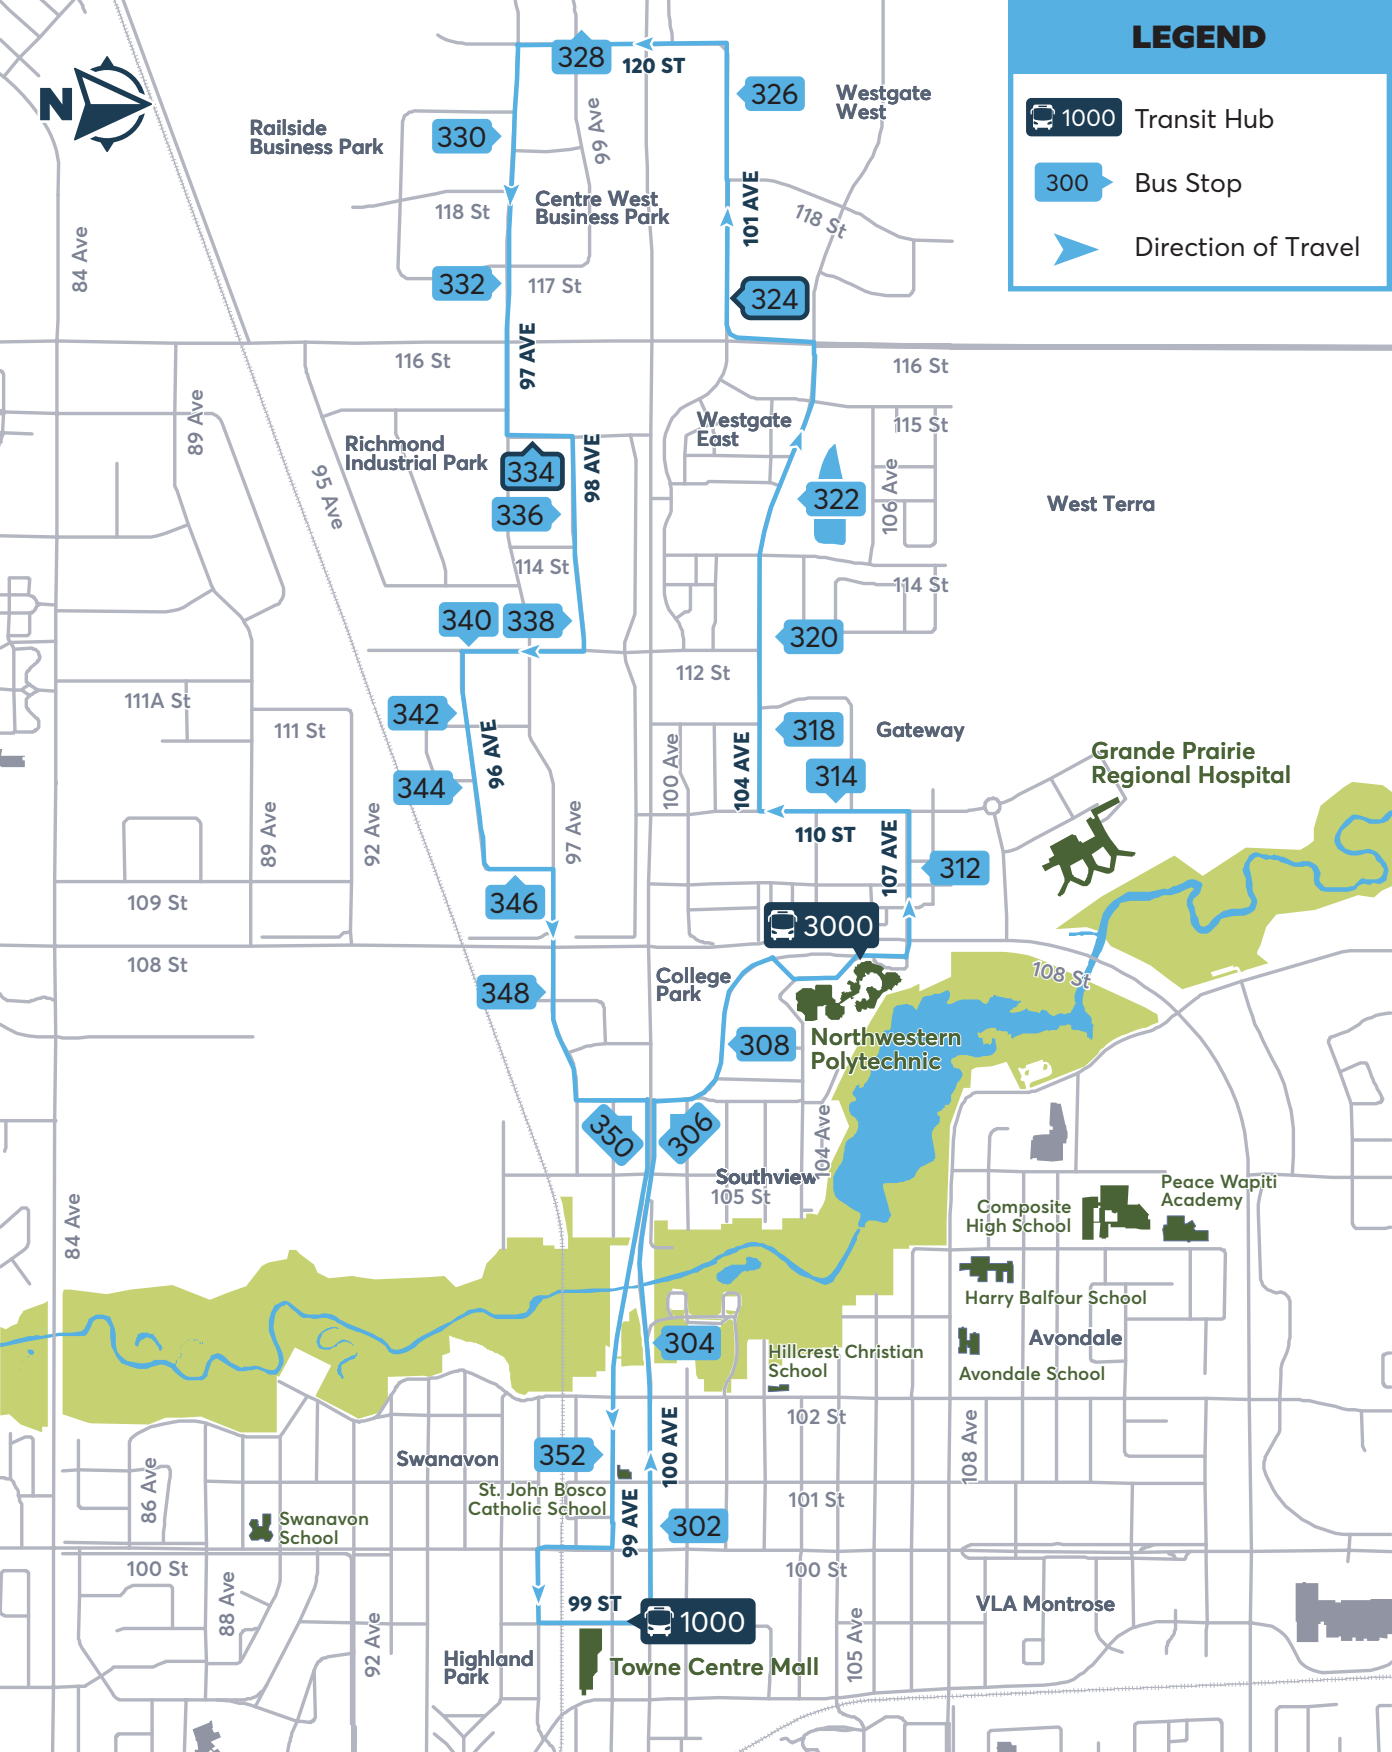 LEGEND
1000 Transit Hub
300 Bus Stop
Direction of Travel
N
328
120 ST
326
Westgate
West
Railside
Business Park
330
99 Ave
118 St
Centre West
Business Park
101 AVE
118 St
84 Ave
332
117 St
324
97 AVE
116 St
116 St
89 Ave
Westgate
East
115 St
Richmond
Industrial Park
98 AVE
334
95 Ave
336
322
106 Ave
West Terra
114 St
114 St
340
338
320
112 St
111A St
111 St
342
96 AVE
318
Gateway
100 Ave
104 AVE
314
344
Grande Prairie
Regional Hospital
89 Ave
92 Ave
97 Ave
110 ST
107 AVE
312
346
109 St
3000
108 St
College
Park
108 St
348
308
Northwestern
Polytechnic
350
306
104 Ave
Southview
105 St
84 Ave
Composite
High School
Peace Wapiti
Academy
Harry Balfour School
304
Hillcrest Christian
School
Avondale
Avondale School
102 St
100 AVE
108 Ave
Swanavon
352
86 Ave
St. John Bosco
Catholic School
101 St
99 AVE
302
Swanavon
School
100 St
100 St
88 Ave
99 ST
1000
VLA Montrose
92 Ave
105 Ave
Highland
Park
Towne Centre Mall